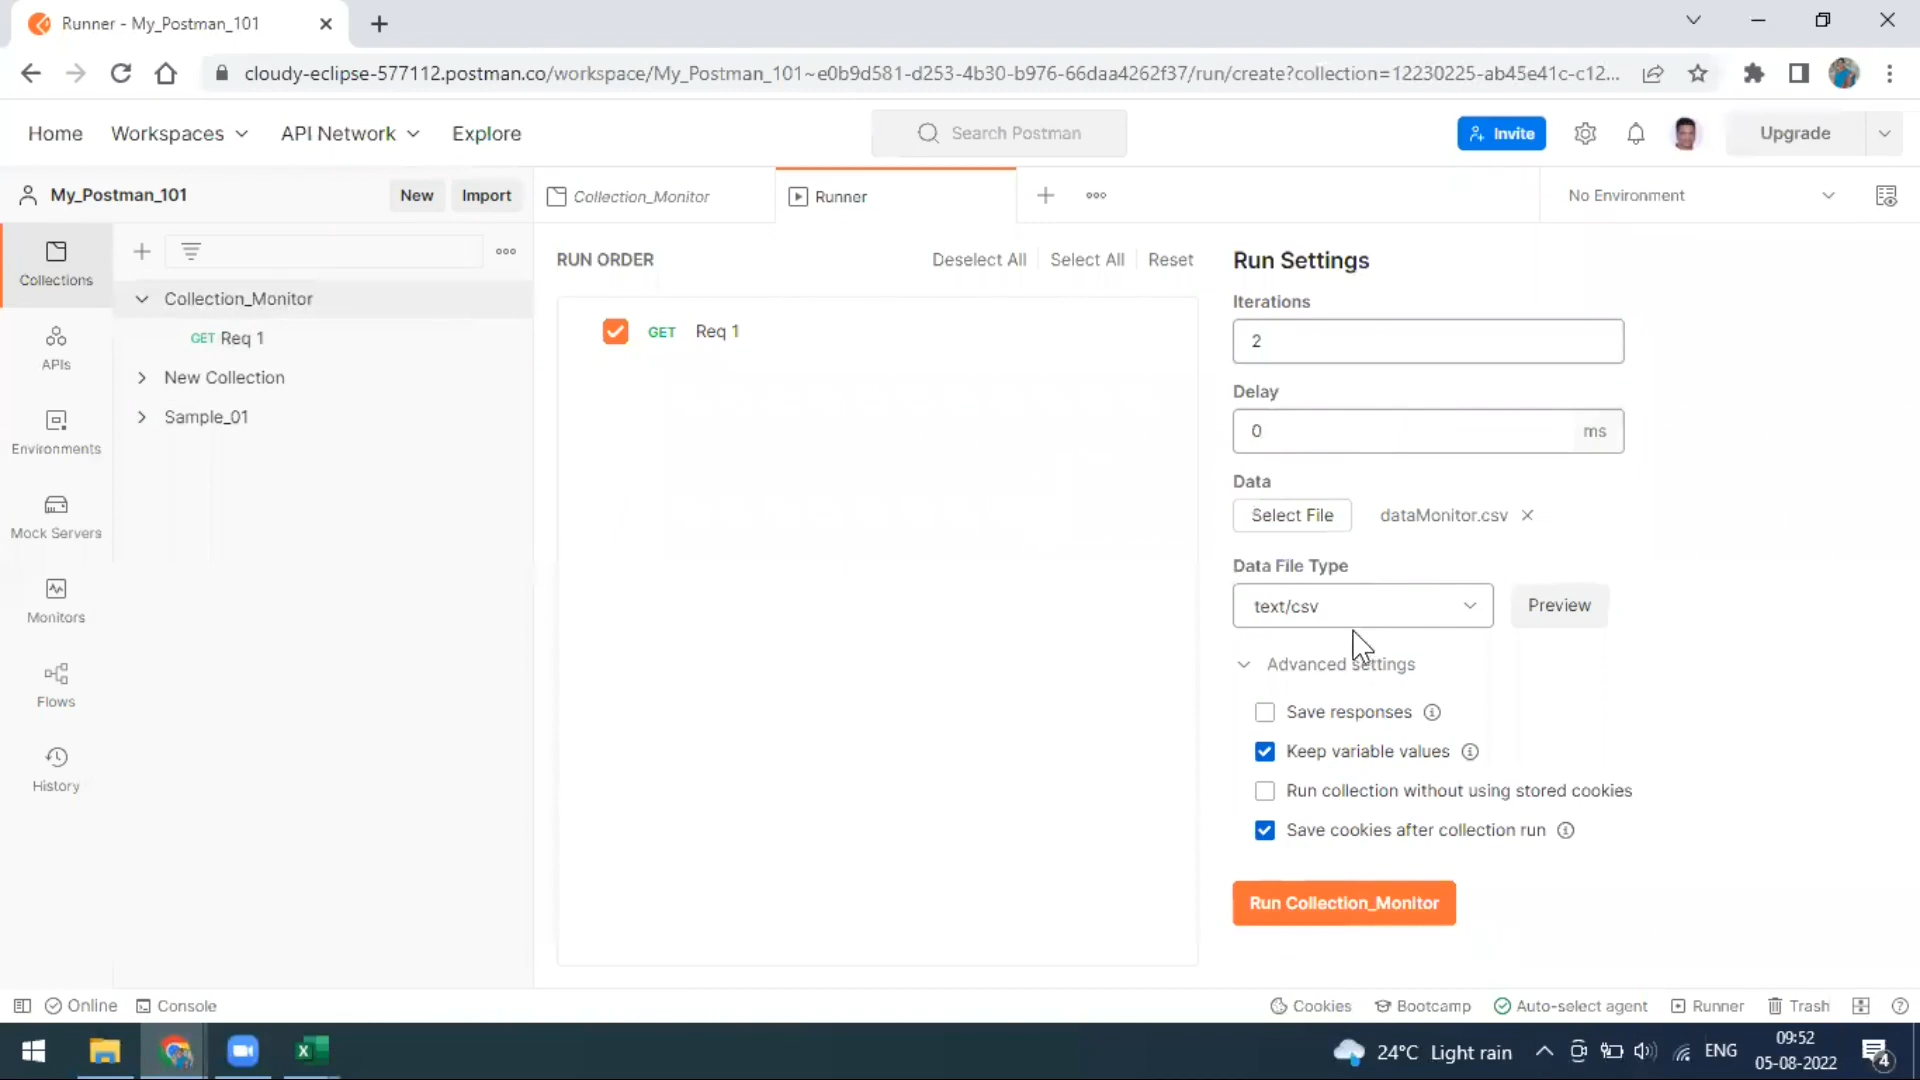 Runner - My_Postman_101
cloudy-eclipse-577112.postman.co/workspace/My_Postman_101~e0b9d581-d253-4b30-b976-66daa4262f37/run/create?collection=12230225-ab45e41c-c12...
Home Workspaces API Network Explore Search Postman Invite Upgrade
My_Postman_101 New Import Collection_Monitor Runner No Environment
Collections
APIs
Environments
Mock Servers
Monitors
Flows
History
Collection_Monitor
GET Req 1
New Collection
Sample_01
RUN ORDER Deselect All Select All Reset
GET Req 1
Run Settings
Iterations
2
Delay
0 ms
Data
Select File dataMonitor.csv
Data File Type
text/csv Preview
Advanced settings
Save responses
Keep variable values
Run collection without using stored cookies
Save cookies after collection run
Run Collection_Monitor
Online Console Cookies Bootcamp Auto-select agent Runner Trash
24°C Light rain ENG 09:52
05-08-2022 4